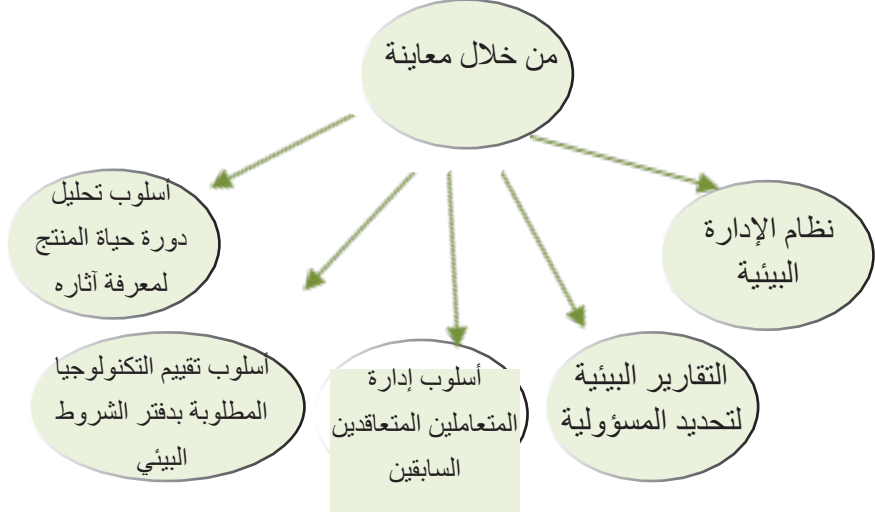 من خلال معاينة
نظام الإدارة
البيئية
التقارير البيئية
لتحديد المسؤولية
أسلوب إدارة
المتعاملين المتعاقدين
السابقين
أسلوب تقييم التكنولوجيا
المطلوبة بدفتر الشروط
البيئي
أسلوب تحليل
دورة حياة المنتج
لمعرفة آثاره